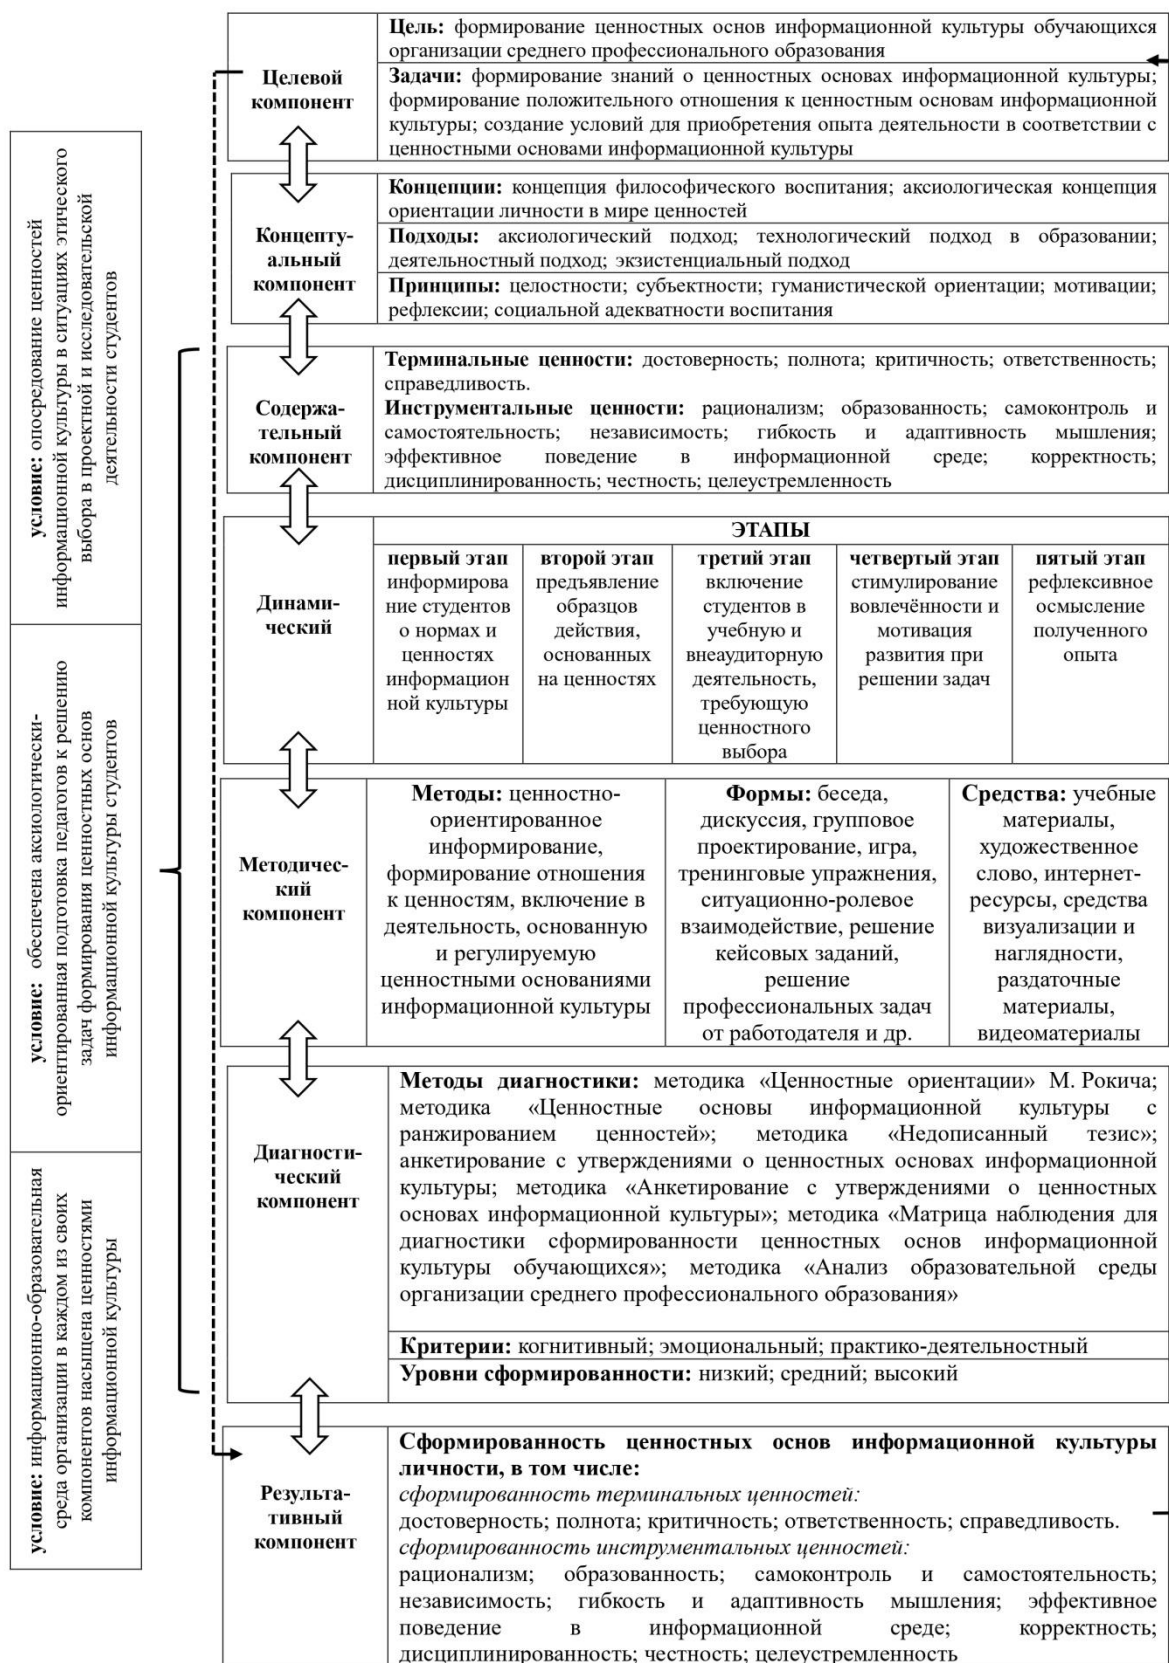 условие: опосредование ценностей
информационной культуры в ситуациях этического
выбора в проектной и исследовательской
деятельности студентов
условие: обеспечена аксиологически-
ориентированная подготовка педагогов к решению
задач формирования ценностных основ
информационной культуры студентов
условие: информационно-образовательная
среда организации в каждом из своих
компонентов насыщена ценностями
информационной культуры
Целевой
компонент
Цель: формирование ценностных основ информационной культуры обучающихся
организации среднего профессионального образования
Задачи: формирование знаний о ценностных основах информационной культуры;
формирование положительного отношения к ценностным основам информационной
культуры; создание условий для приобретения опыта деятельности в соответствии с
ценностными основами информационной культуры
Концепту-
альный
компонент
Концепции: концепция философического воспитания; аксиологическая концепция
ориентации личности в мире ценностей
Подходы: аксиологический подход; технологический подход в образовании;
деятельностный подход; экзистенциальный подход
Принципы: целостности; субъектности; гуманистической ориентации; мотивации;
рефлексии; социальной адекватности воспитания
Содержа-
тельный
компонент
Терминальные ценности: достоверность; полнота; критичность; ответственность;
справедливость.
Инструментальные ценности: рационализм; образованность; самоконтроль и
самостоятельность; независимость; гибкость и адаптивность мышления;
эффективное поведение в информационной среде; корректность;
дисциплинированность; честность; целеустремленность
Динами-
ческий
ЭТАПЫ
первый этап
информирова
ние студентов
о нормах и
ценностях
информацион
ной культуры
второй этап
предъявление
образцов
действия,
основанных
на ценностях
третий этап
включение
студентов в
учебную и
внеаудиторную
деятельность,
требующую
ценностного
выбора
четвертый этап
стимулирование
вовлечённости и
мотивация
развития при
решении задач
пятый этап
рефлексивное
осмысление
полученного
опыта
Методичес-
кий
компонент
Методы: ценностно-
ориентированное
информирование,
формирование отношения
к ценностям, включение в
деятельность, основанную
и регулируемую
ценностными основаниями
информационной культуры
Формы: беседа,
дискуссия, групповое
проектирование, игра,
тренинговые упражнения,
ситуационно-ролевое
взаимодействие, решение
кейсовых заданий,
решение
профессиональных задач
от работодателя и др.
Средства: учебные
материалы,
художественное
слово, интернет-
ресурсы, средства
визуализации и
наглядности,
раздаточные
материалы,
видеоматериалы
Диагности-
ческий
компонент
Методы диагностики: методика «Ценностные ориентации» М. Рокича;
методика «Ценностные основы информационной культуры с
ранжированием ценностей»; методика «Недописанный тезис»;
анкетирование с утверждениями о ценностных основах информационной
культуры; методика «Анкетирование с утверждениями о ценностных
основах информационной культуры»; методика «Матрица наблюдения для
диагностики сформированности ценностных основ информационной
культуры обучающихся»; методика «Анализ образовательной среды
организации среднего профессионального образования»
Критерии: когнитивный; эмоциональный; практико-деятельностный
Уровни сформированности: низкий; средний; высокий
Результа-
тивный
компонент
Сформированность ценностных основ информационной культуры
личности, в том числе:
сформированность терминальных ценностей:
достоверность; полнота; критичность; ответственность; справедливость.
сформированность инструментальных ценностей:
рационализм; образованность; самоконтроль и самостоятельность;
независимость; гибкость и адаптивность мышления; эффективное
поведение в информационной среде; корректность;
дисциплинированность; честность; целеустремленность